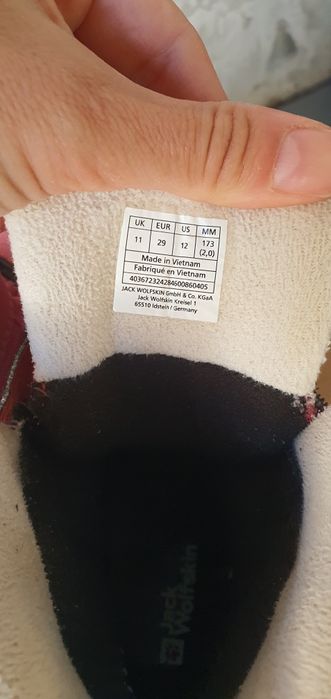 UK EUR US MM
11 29 12 173 (2,0)
Made in Vietnam
Fabriqué en Vietnam
403672324284600860405
JACK WOLFSKIN GmbH & Co. KGaA
Jack Wolfskin Kreisel 1
65510 Idstein / Germany
Jack
Wolfskin